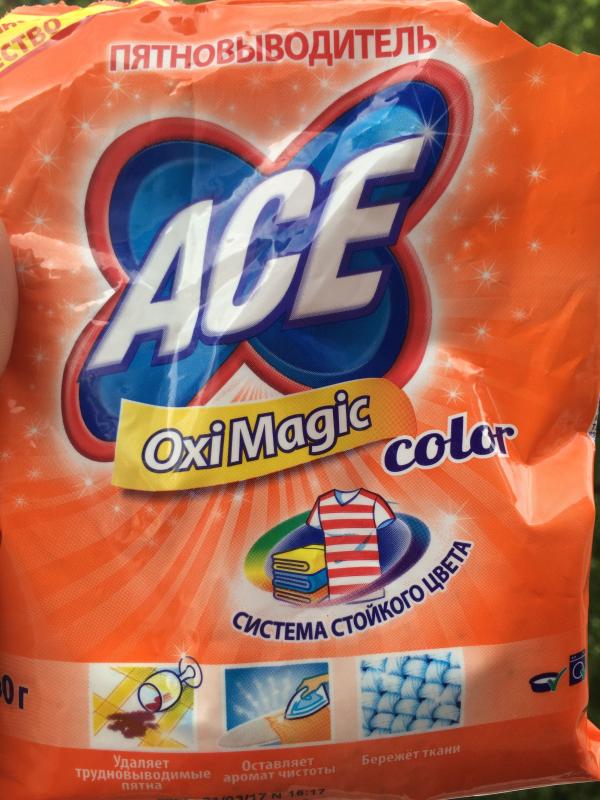 ПЯТНОВЫВОДИТЕЛЬ
ACE
Oxi Magic
color
СИСТЕМА СТОЙКОГО ЦВЕТА
Удаляет
трудновыводимые
пятна
Оставляет
аромат чистоты
Бережёт ткани